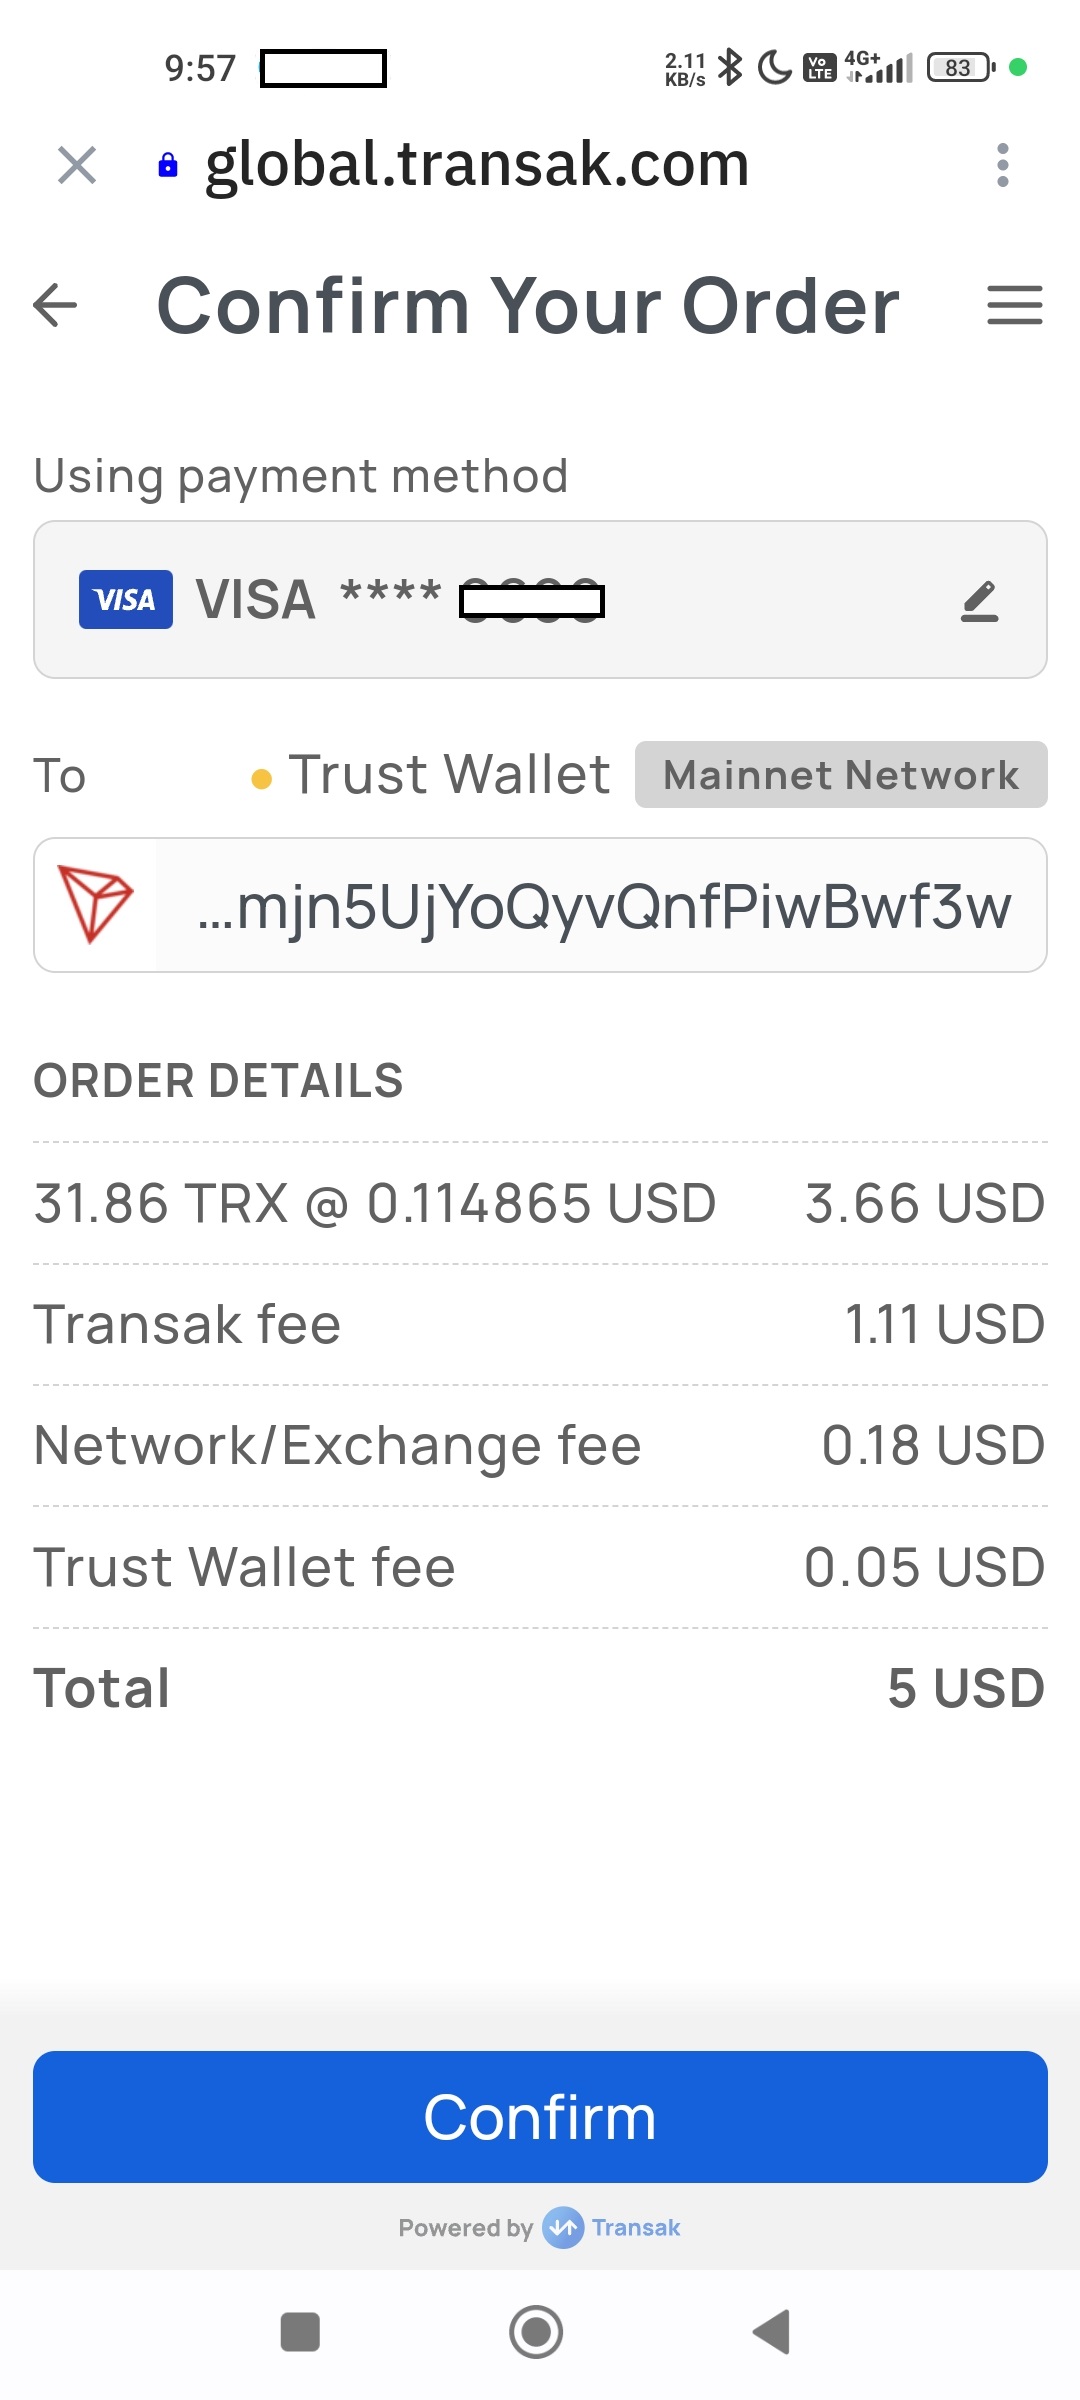 9:57 2.11 KB/s Vo LTE 4G+ 83
global.transak.com
Confirm Your Order
Using payment method
VISA VISA ****
To Trust Wallet Mainnet Network
...mjn5UjYoQyvQnfPiwBwf3w
ORDER DETAILS
31.86 TRX @ 0.114865 USD 3.66 USD
Transak fee 1.11 USD
Network/Exchange fee 0.18 USD
Trust Wallet fee 0.05 USD
Total 5 USD
Confirm
Powered by Transak